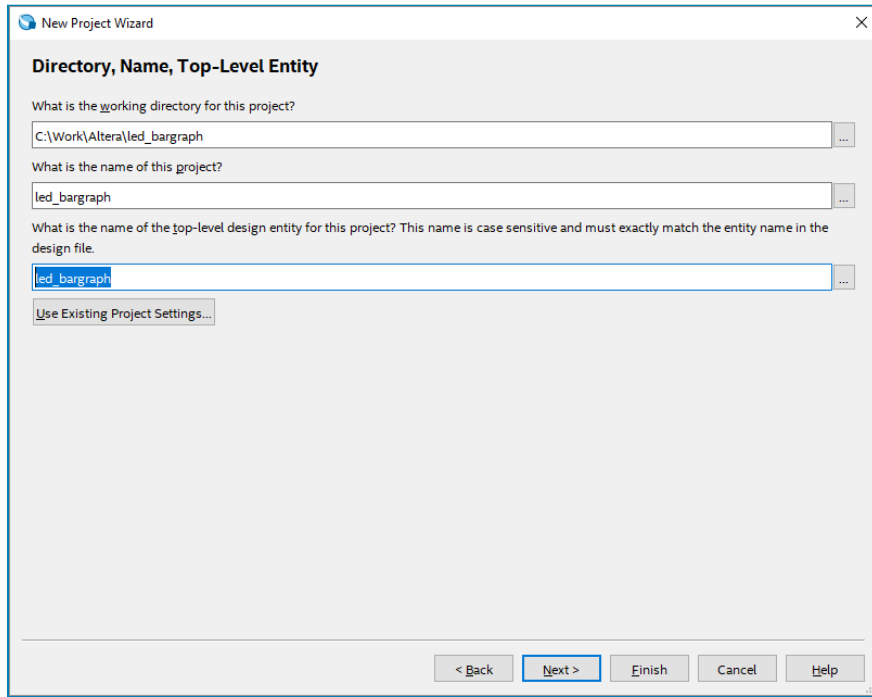 New Project Wizard
Directory, Name, Top-Level Entity
What is the working directory for this project?
C:\Work\Altera\led_bargraph
...
What is the name of this project?
led_bargraph
...
What is the name of the top-level design entity for this project? This name is case sensitive and must exactly match the entity name in the
design file.
led_bargraph
...
Use Existing Project Settings...
< Back
Next >
Finish
Cancel
Help